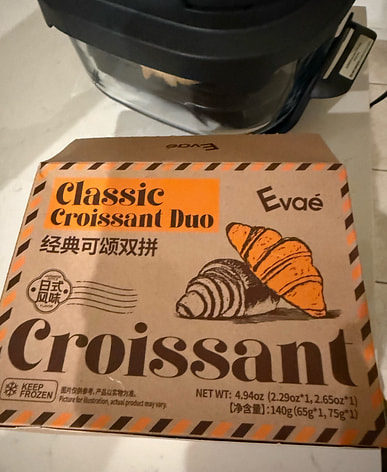 Evaé
Classic
Croissant Duo
经典可颂双拼
Evaé
日式
风味
Croissant
KEEP
FROZEN
图片仅供参考,产品以实物为准。
Picture for illustration, actual product may vary.
NET WT: 4.94oz (2.29oz*1, 2.65oz*1)
【净含量】:140g (65g*1, 75g*1)